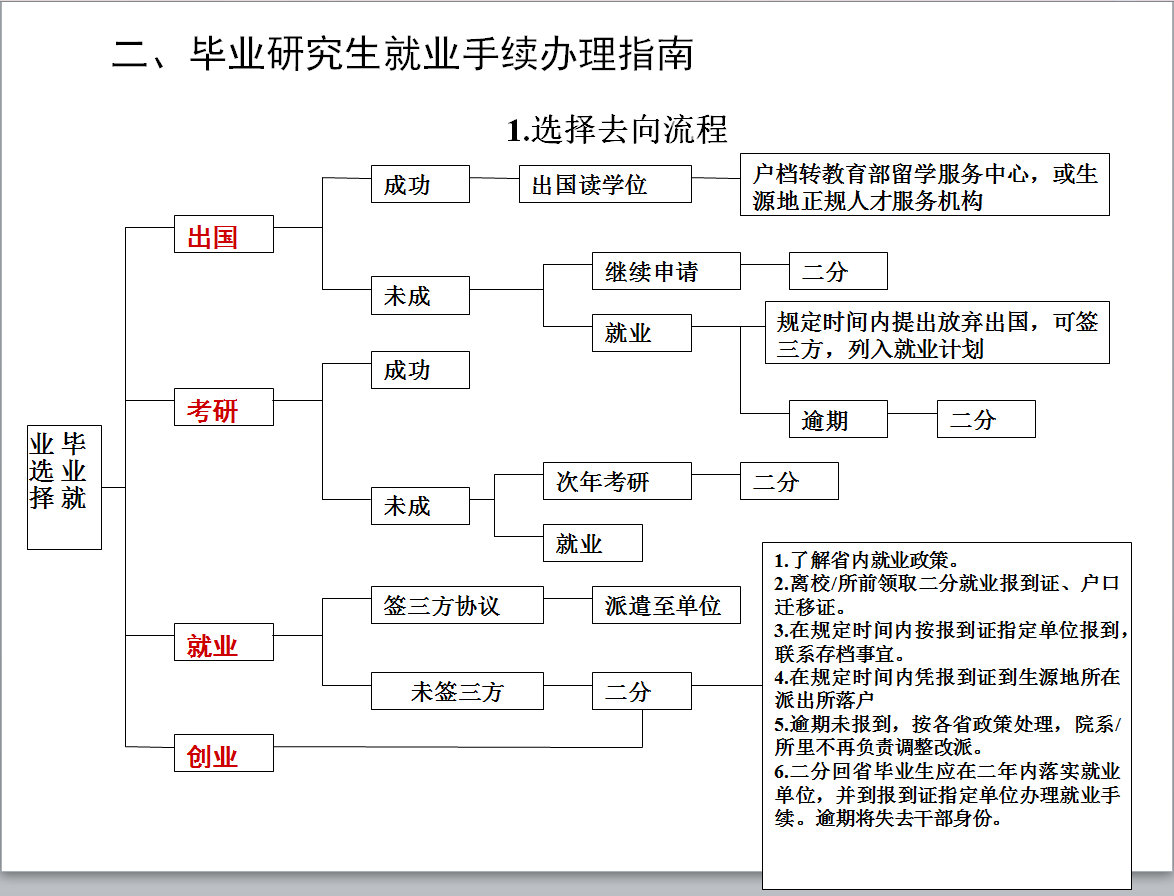 二、毕业研究生就业手续办理指南
1.选择去向流程
成功
出国读学位
户档转教育部留学服务中心，或生
源地正规人才服务机构
出国
未成
继续申请
二分
就业
规定时间内提出放弃出国，可签
三方，列入就业计划
逾期
二分
考研
成功
未成
次年考研
二分
就业
毕业就
业选择
就业
签三方协议
派遣至单位
未签三方
二分
创业
1.了解省内就业政策。
2.离校/所前领取二分就业报到证、户口
迁移证。
3.在规定时间内按报到证指定单位报到，
联系存档事宜。
4.在规定时间内凭报到证到生源地所在
派出所落户
5.逾期未报到，按各省政策处理，院系/
所里不再负责调整改派。
6.二分回省毕业生应在二年内落实就业
单位，并到报到证指定单位办理就业手
续。逾期将失去干部身份。